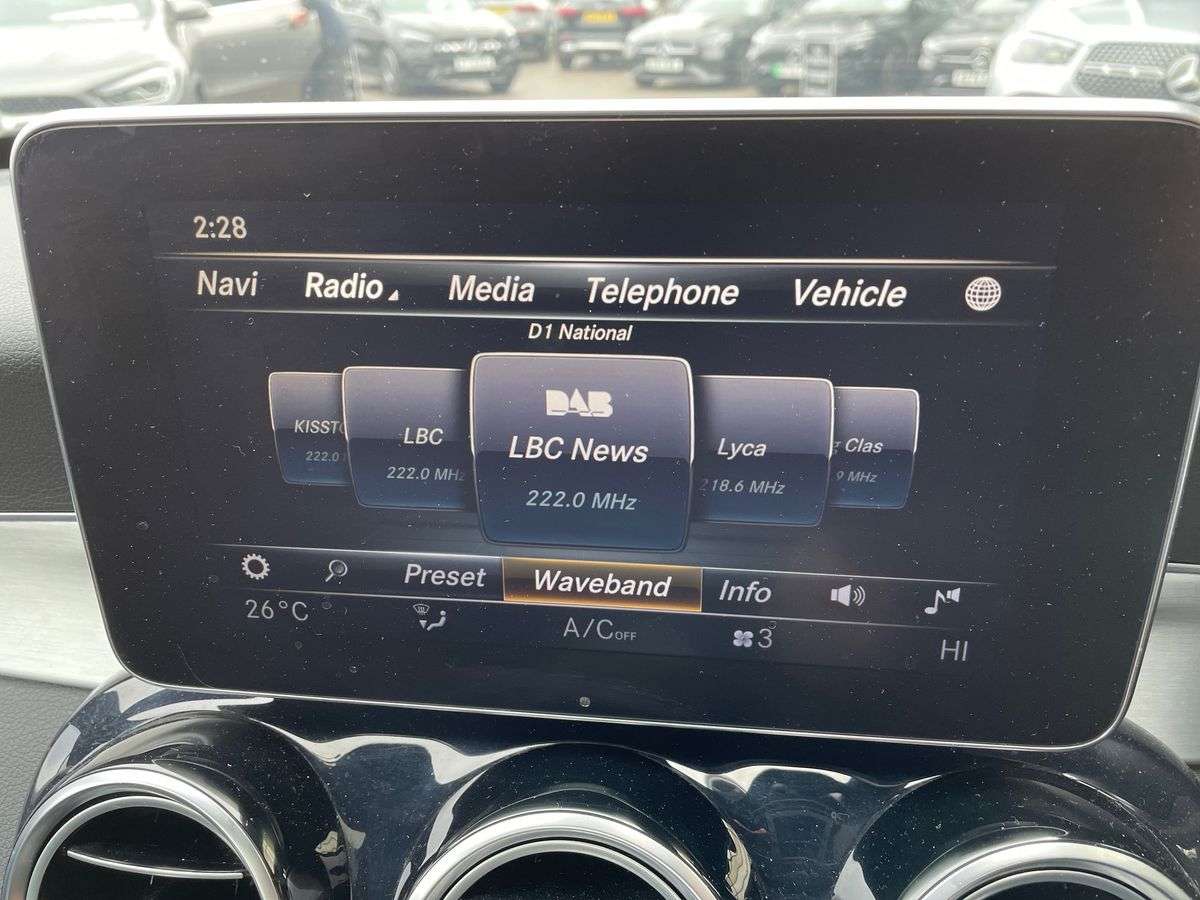 2:28
Navi Radio Media Telephone Vehicle
D1 National
DAB
LBC LBC News Lyca
222.0 MHz 222.0 MHz 218.6 MHz
Preset Waveband Info
26°C A/C OFF 3 HI